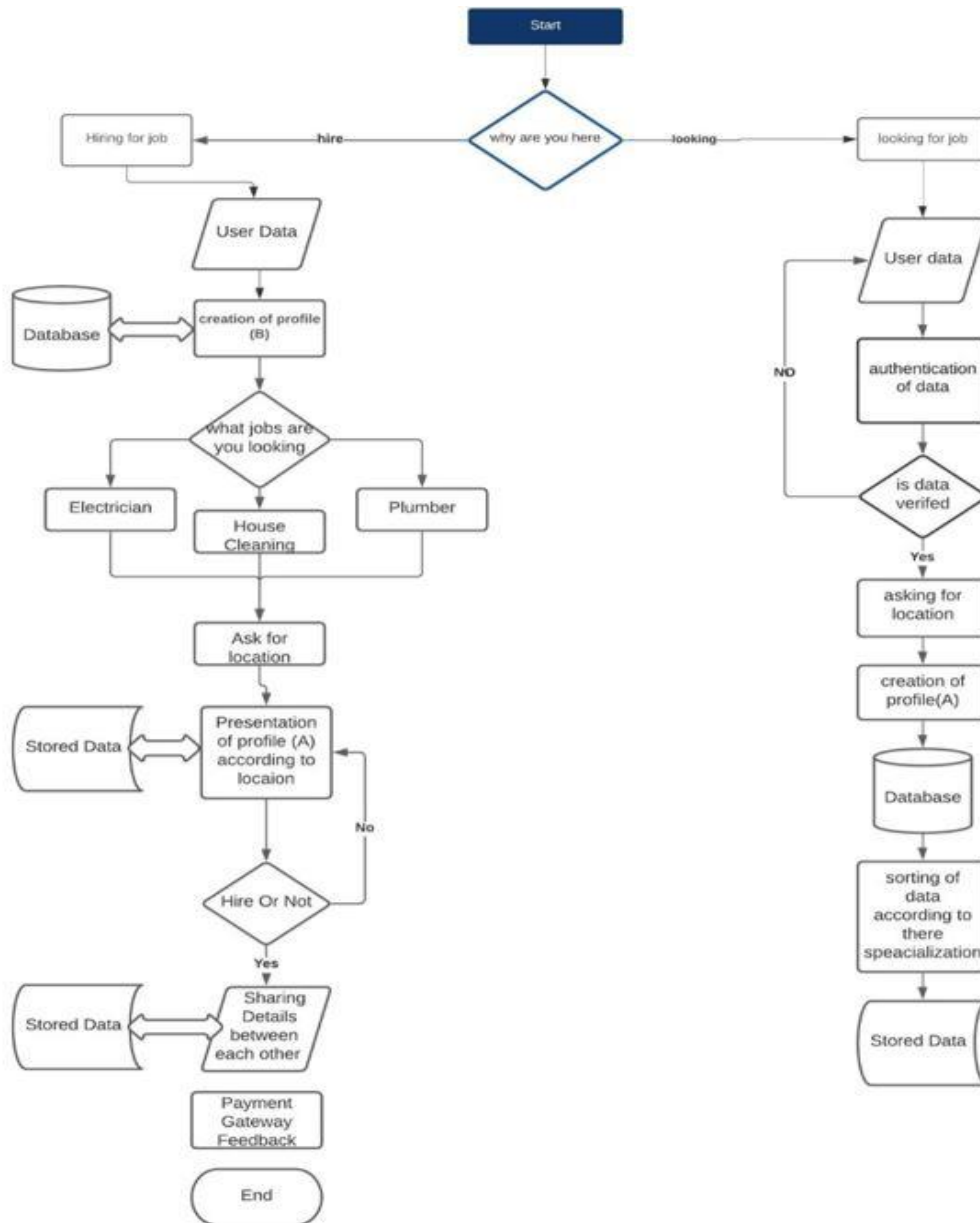 Start
why are you here
hire
looking
Hiring for job
User Data
creation of profile
(B)
Database
what jobs are
you looking
Electrician
House
Cleaning
Plumber
Ask for
location
Presentation
of profile (A)
according to
locaion
Stored Data
No
Hire Or Not
Yes
Sharing
Details
between
each other
Stored Data
Payment
Gateway
Feedback
End
looking for job
User data
authentication
of data
NO
is data
verifed
Yes
asking for
location
creation of
profile(A)
Database
sorting of
data
according to
there
speacialization
Stored Data